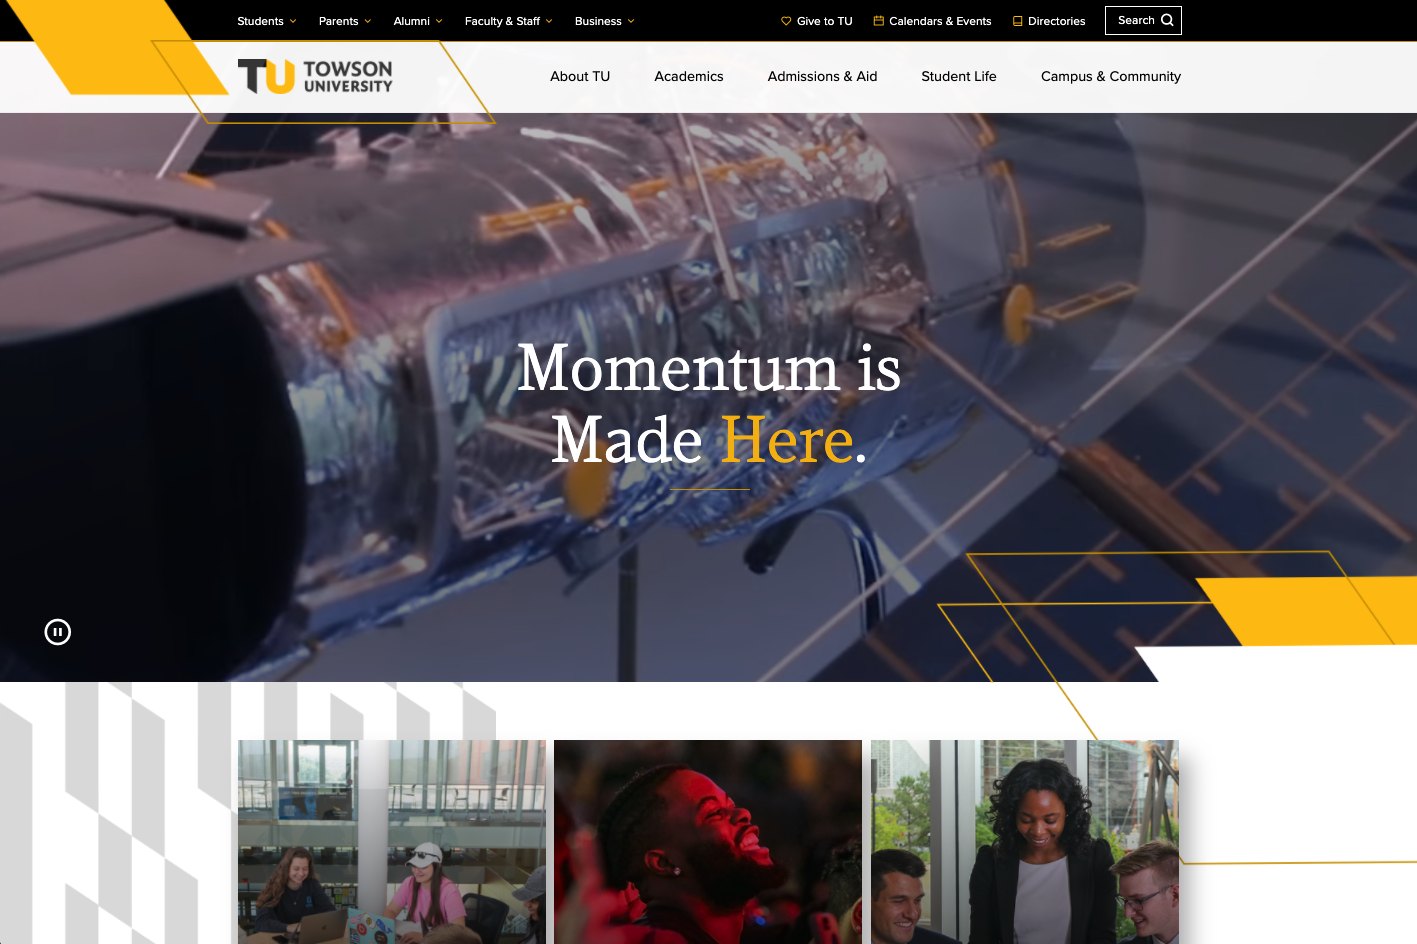 Students
Parents
Alumni
Faculty & Staff
Business
Give to TU
Calendars & Events
Directories
Search
TU TOWSON
UNIVERSITY
About TU
Academics
Admissions & Aid
Student Life
Campus & Community
Momentum is
Made Here.